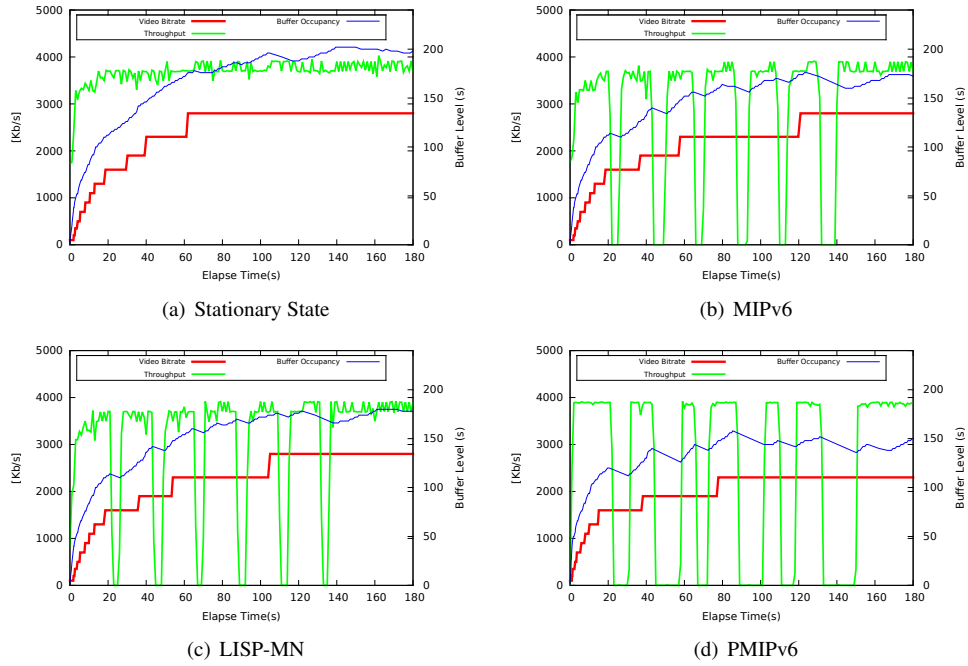 5000
4000
3000
2000
1000
0
[Kb/s]
Video Bitrate
Throughput
Buffer Occupancy
200
150
100
50
0
Buffer Level (s)
0 20 40 60 80 100 120 140 160 180
Elapse Time(s)
(a) Stationary State
5000
4000
3000
2000
1000
0
[Kb/s]
Video Bitrate
Throughput
Buffer Occupancy
200
150
100
50
0
Buffer Level (s)
0 20 40 60 80 100 120 140 160 180
Elapse Time(s)
(b) MIPv6
5000
4000
3000
2000
1000
0
[Kb/s]
Video Bitrate
Throughput
Buffer Occupancy
200
150
100
50
0
Buffer Level (s)
0 20 40 60 80 100 120 140 160 180
Elapse Time(s)
(c) LISP-MN
5000
4000
3000
2000
1000
0
[Kb/s]
Video Bitrate
Throughput
Buffer Occupancy
200
150
100
50
0
Buffer Level (s)
0 20 40 60 80 100 120 140 160 180
Elapse Time(s)
(d) PMIPv6